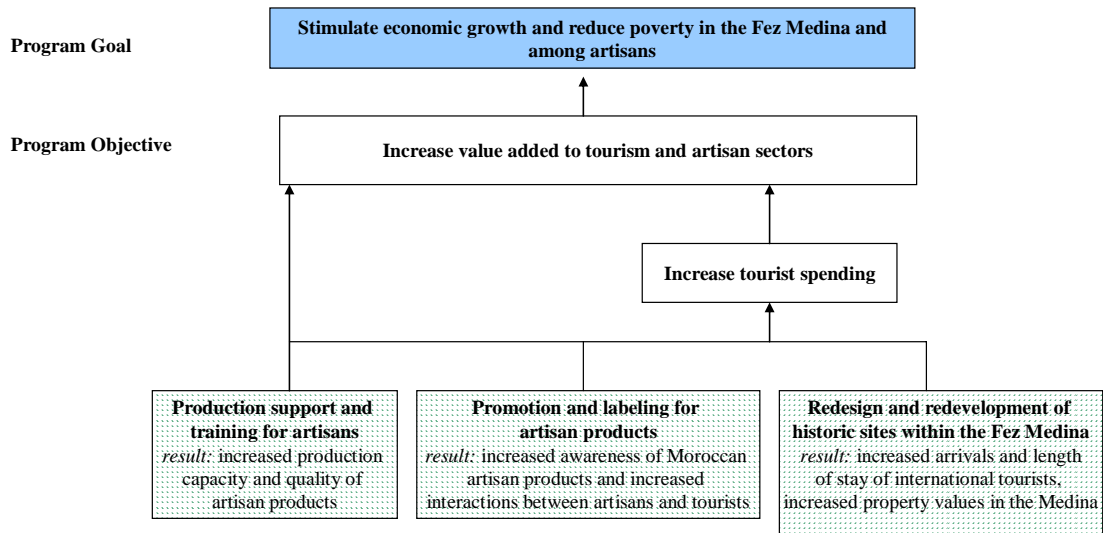 Program Goal
Stimulate economic growth and reduce poverty in the Fez Medina and
among artisans
Program Objective
Increase value added to tourism and artisan sectors
Increase tourist spending
Production support and
training for artisans
result: increased production
capacity and quality of
artisan products
Promotion and labeling for
artisan products
result: increased awareness of Moroccan
artisan products and increased
interactions between artisans and tourists
Redesign and redevelopment of
historic sites within the Fez Medina
result: increased arrivals and length
of stay of international tourists,
increased property values in the Medina